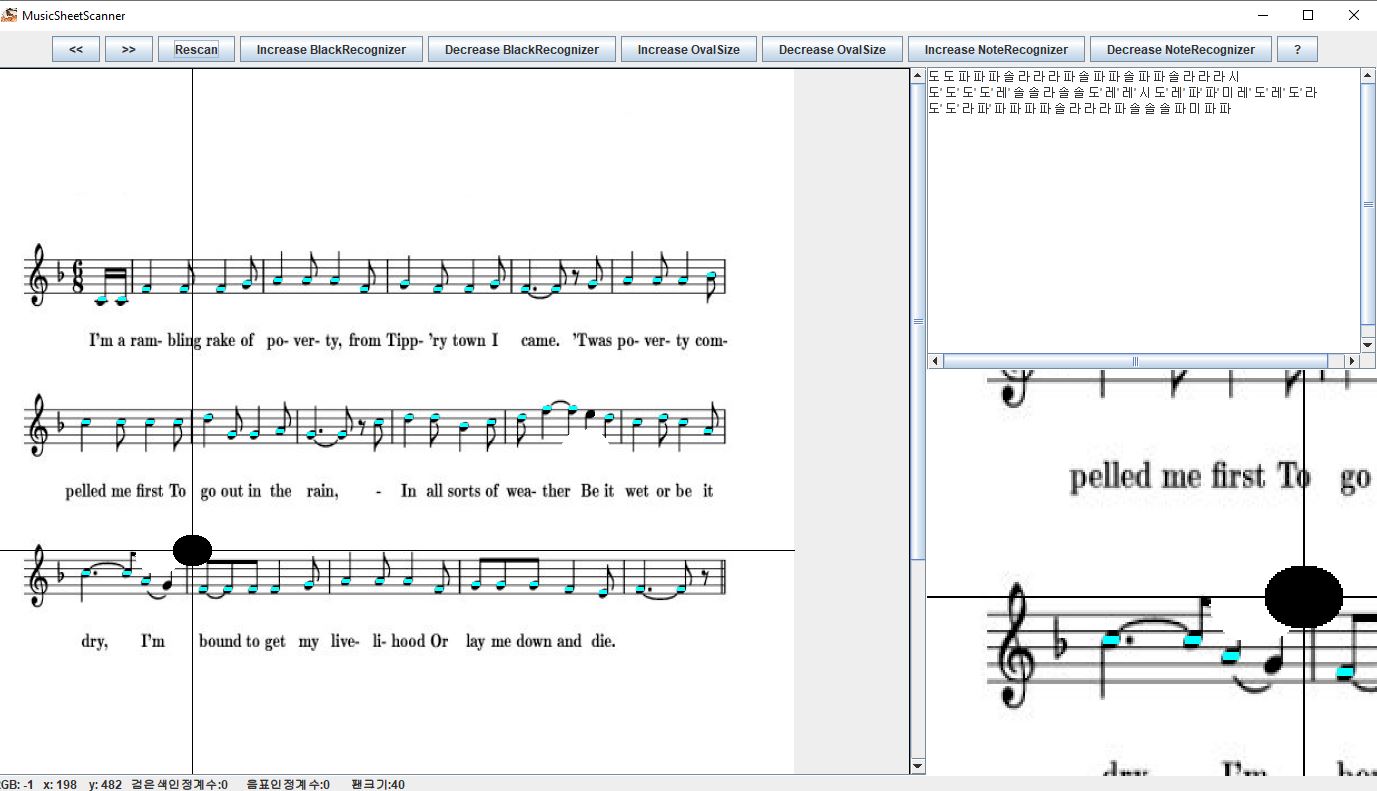 MusicSheetScanner
<< >> Rescan Increase BlackRecognizer Decrease BlackRecognizer Increase OvalSize Decrease OvalSize Increase NoteRecognizer Decrease NoteRecognizer ?
도 도 파 파 파 솔 라 라 라 파 솔 파 파 솔 파 파 솔 라 라 라 시
도' 도' 도' 도' 레' 솔 솔 라 솔 솔 도' 레' 레' 시 도' 레' 파' 파' 미 레' 도' 레' 도' 라
도' 도' 라 파' 파 파 파 파 솔 라 라 라 파 솔 솔 솔 파 미 파 파
6
8
I'm a ram- bling rake of po- ver- ty, from Tipp- 'ry town I came. 'Twas po- ver- ty com-
pelled me first To go out in the rain, - In all sorts of wea- ther Be it wet or be it
dry, I'm bound to get my live- li- hood Or lay me down and die.
pelled me first To go
RGB: -1 x: 198 y: 482 검은색인정계수:0 음표인정계수:0 팬크기:40